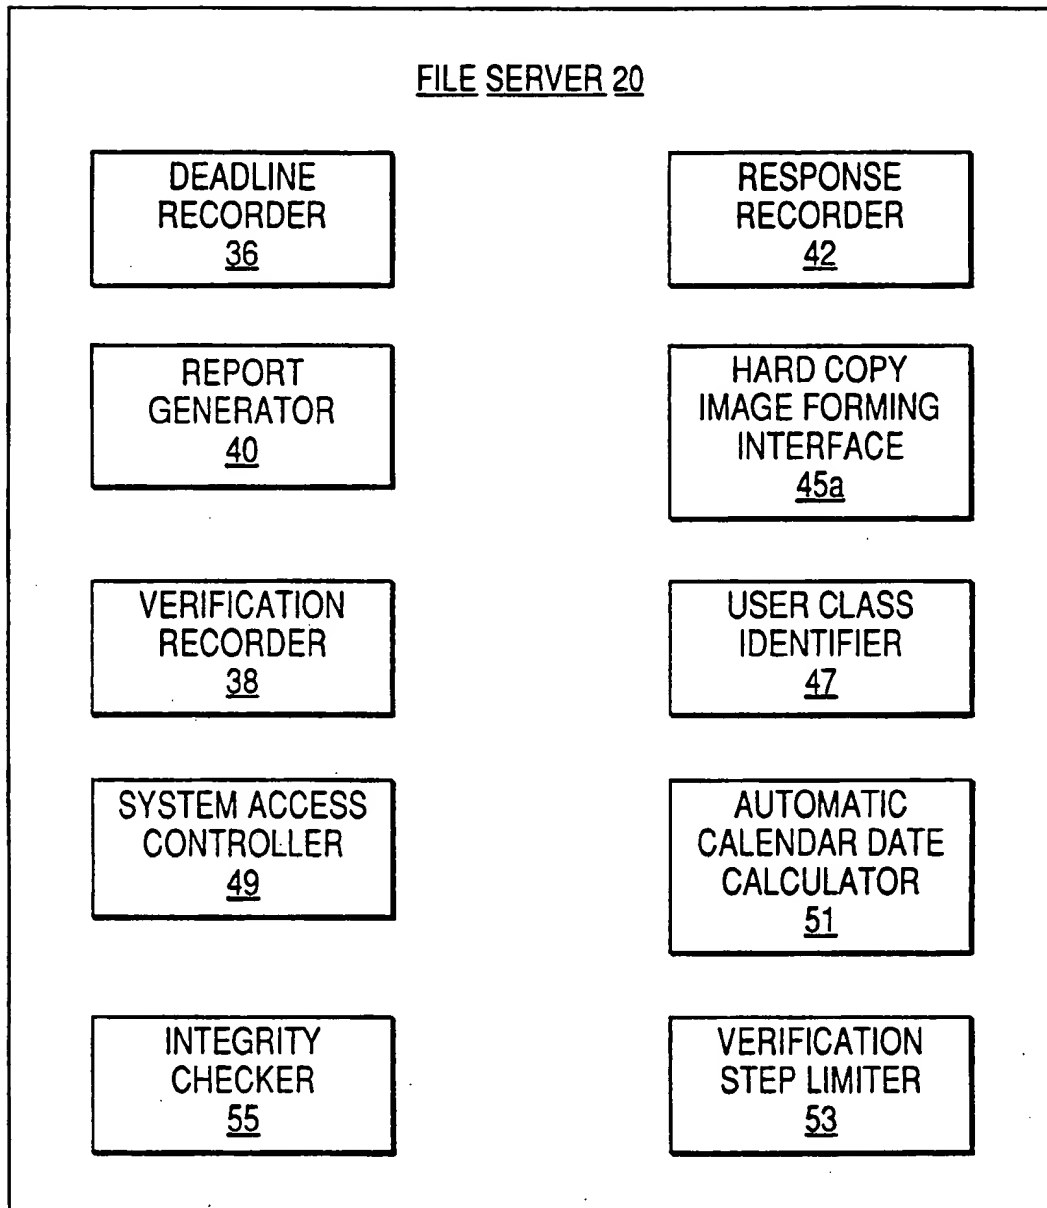 FILE SERVER 20
DEADLINE
RECORDER
36
RESPONSE
RECORDER
42
REPORT
GENERATOR
40
HARD COPY
IMAGE FORMING
INTERFACE
45a
VERIFICATION
RECORDER
38
USER CLASS
IDENTIFIER
47
SYSTEM ACCESS
CONTROLLER
49
AUTOMATIC
CALENDAR DATE
CALCULATOR
51
INTEGRITY
CHECKER
55
VERIFICATION
STEP LIMITER
53